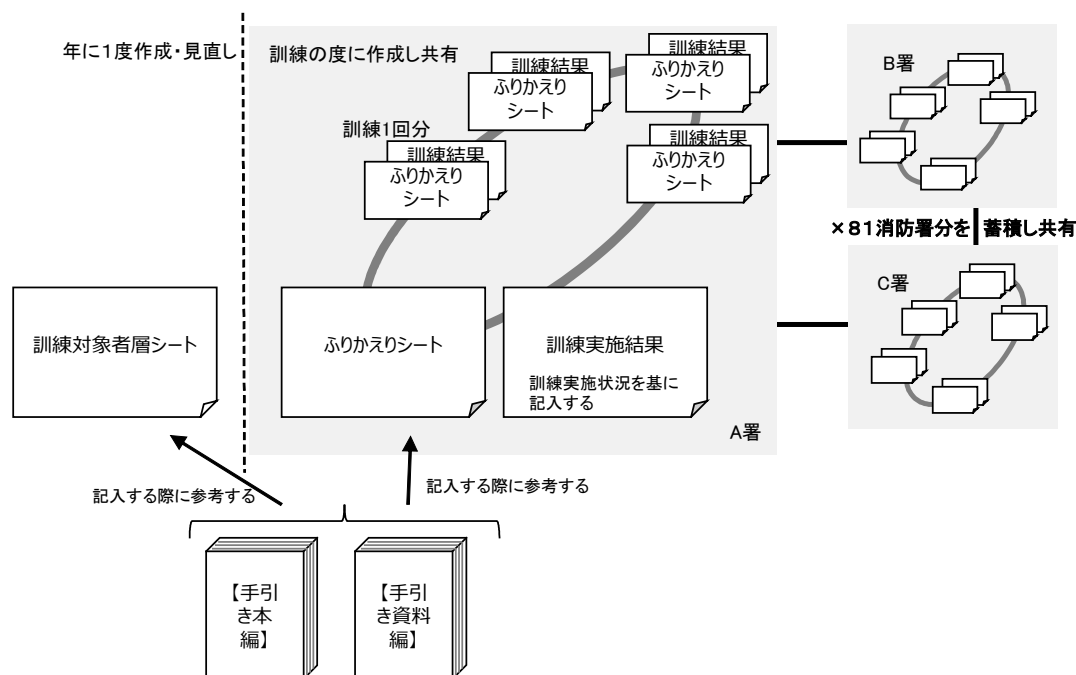 年に1度作成・見直し
訓練の度に作成し共有
訓練結果
ふりかえり
シート
訓練結果
ふりかえり
シート
訓練1回分
訓練結果
ふりかえり
シート
訓練結果
ふりかえり
シート
B署
×81消防署分を 蓄積し共有
C署
訓練対象者層シート
ふりかえりシート
訓練実施結果
訓練実施状況を基に
記入する
A署
記入する際に参考する
記入する際に参考する
【手引
き本
編】
【手引
き資料
編】